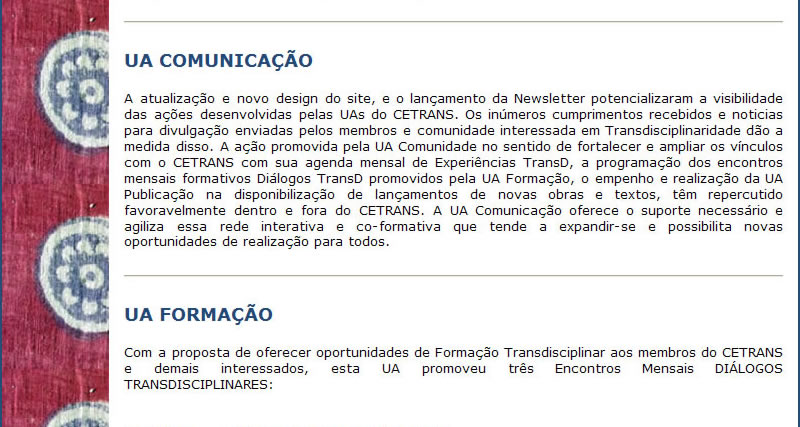 UA COMUNICAÇÃO
A atualização e novo design do site, e o lançamento da Newsletter potencializaram a visibilidade
das ações desenvolvidas pelas UAs do CETRANS. Os inúmeros cumprimentos recebidos e noticias
para divulgação enviadas pelos membros e comunidade interessada em Transdisciplinaridade dão a
medida disso. A ação promovida pela UA Comunidade no sentido de fortalecer e ampliar os vínculos
com o CETRANS com sua agenda mensal de Experiências TransD, a programação dos encontros
mensais formativos Diálogos TransD promovidos pela UA Formação, o empenho e realização da UA
Publicação na disponibilização de lançamentos de novas obras e textos, têm repercutido
favoravelmente dentro e fora do CETRANS. A UA Comunicação oferece o suporte necessário e
agiliza essa rede interativa e co-formativa que tende a expandir-se e possibilita novas
oportunidades de realização para todos.
UA FORMAÇÃO
Com a proposta de oferecer oportunidades de Formação Transdisciplinar aos membros do CETRANS
e demais interessados, esta UA promoveu três Encontros Mensais DIÁLOGOS
TRANSDISCIPLINARES: